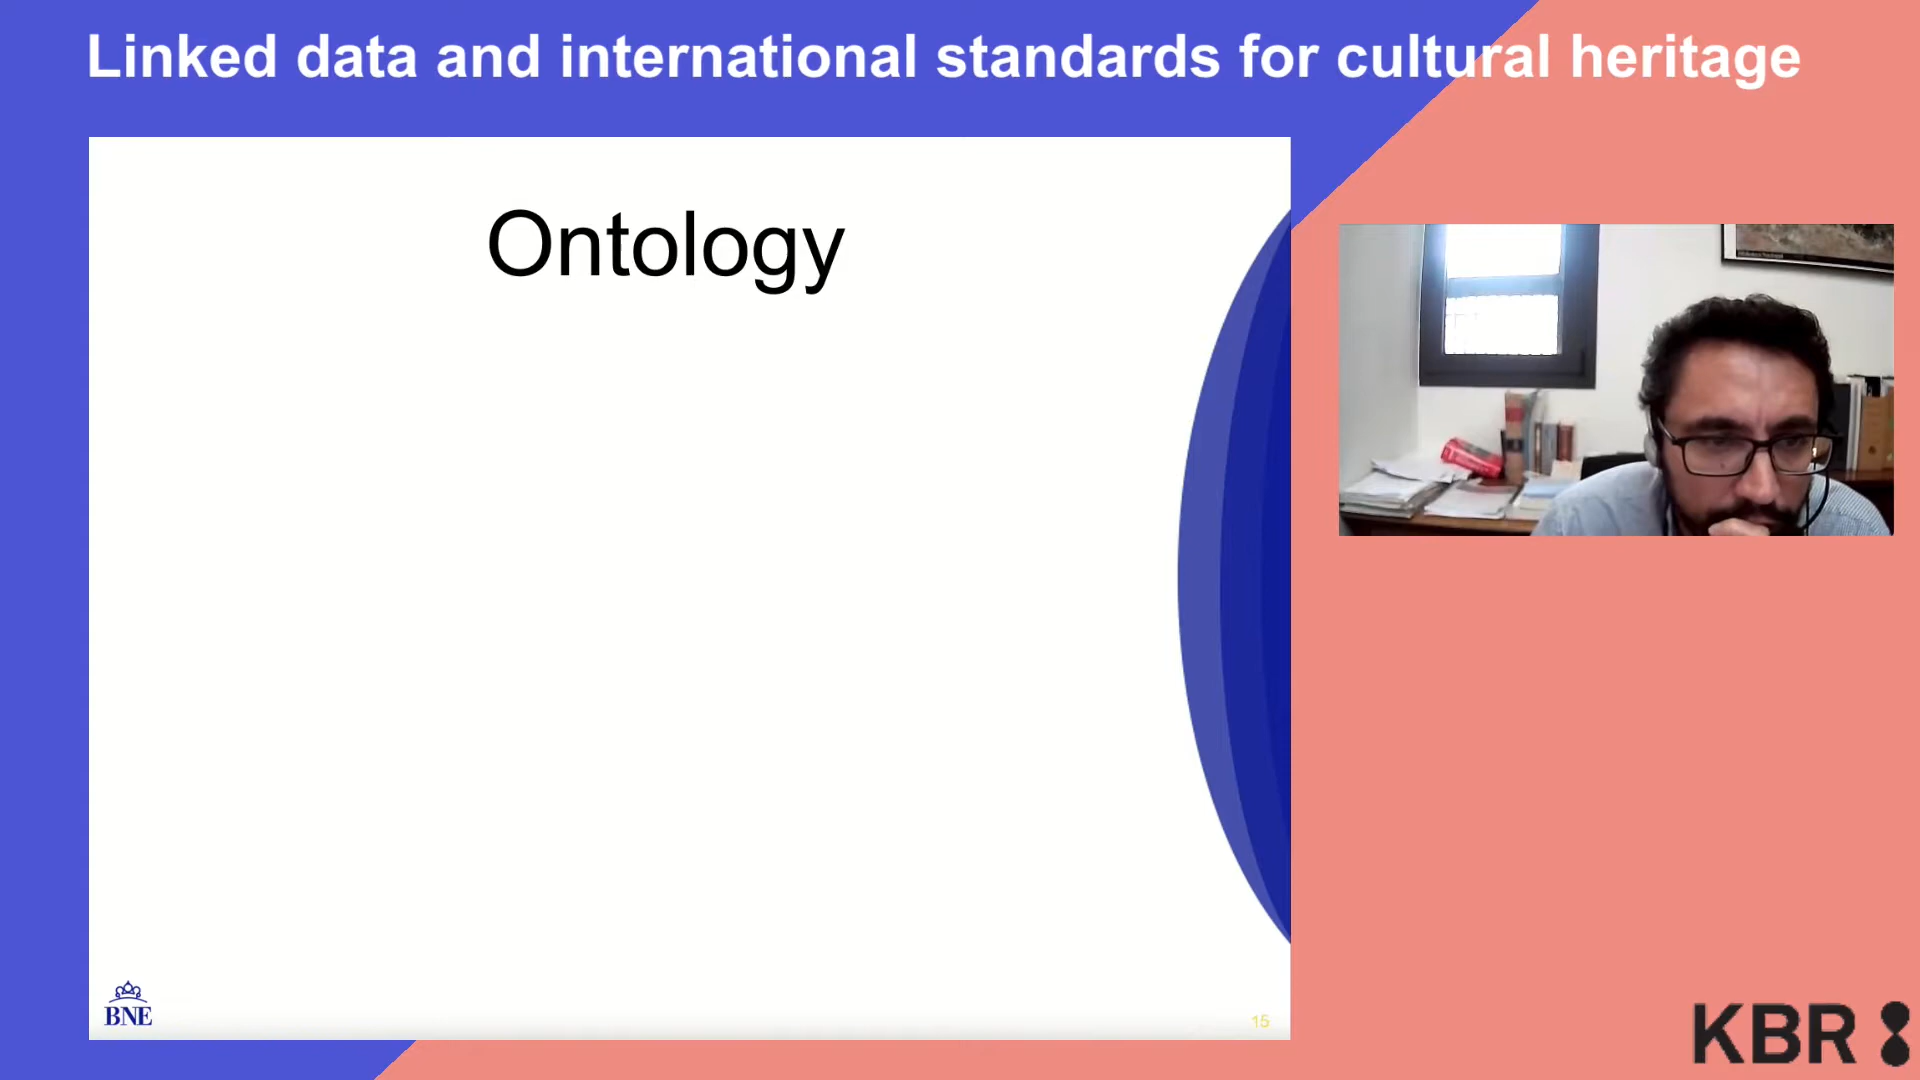 Linked data and international standards for cultural heritage
Ontology
BNE
15
KBR